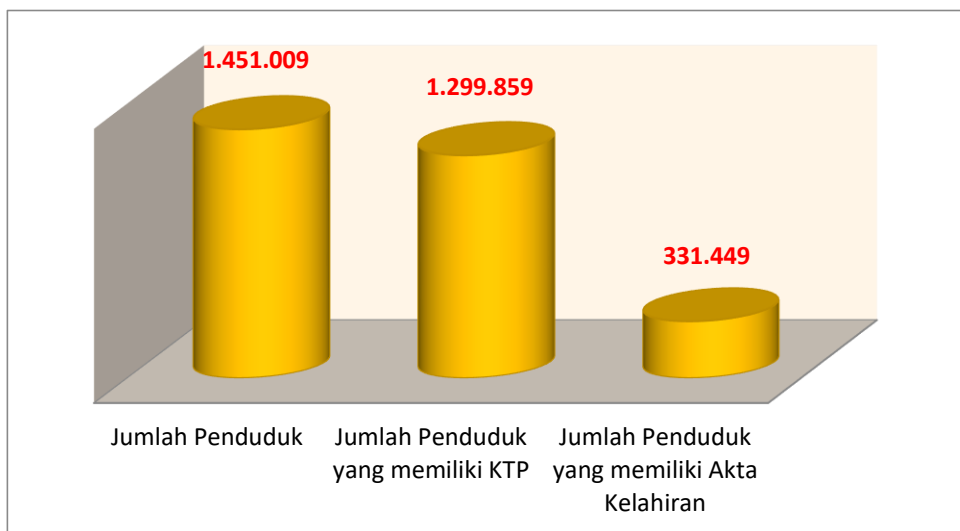 1.451.009
1.299.859
331.449
Jumlah Penduduk
Jumlah Penduduk
yang memiliki KTP
Jumlah Penduduk
yang memiliki Akta
Kelahiran